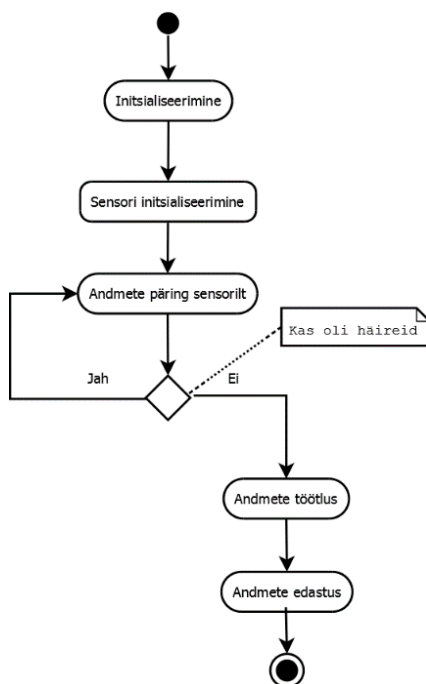 Initsialiseerimine
Sensori initsialiseerimine
Andmete päring sensorilt
Kas oli häireid
Jah
Ei
Andmete töötlus
Andmete edastus